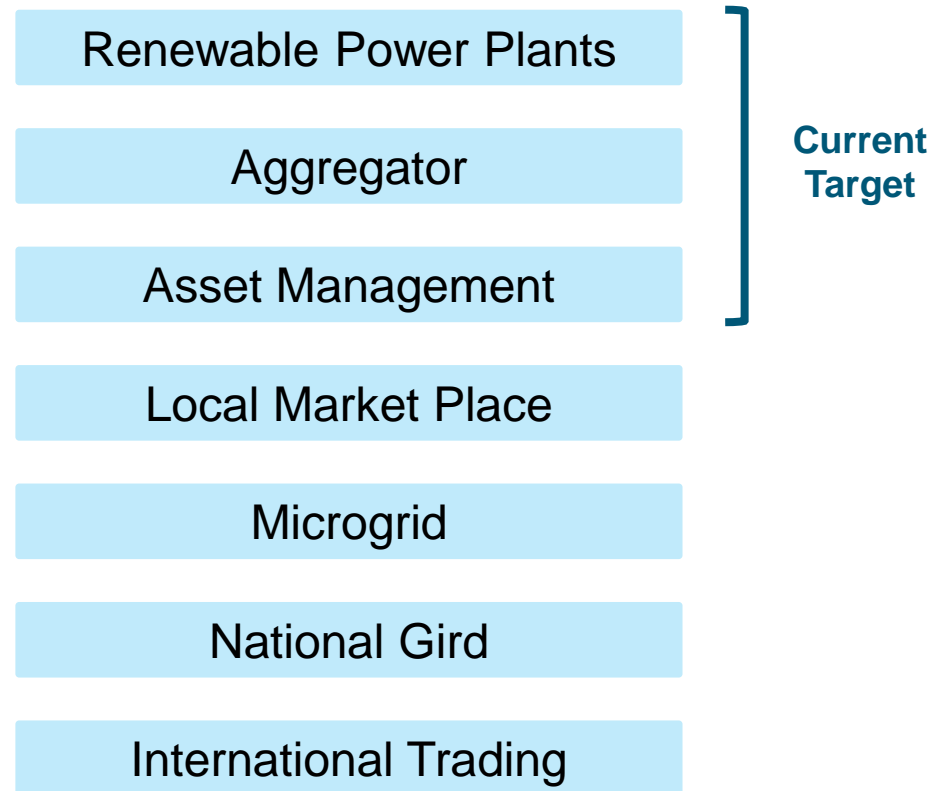 Renewable Power Plants
Aggregator
Asset Management
Current
Target
Local Market Place
Microgrid
National Gird
International Trading